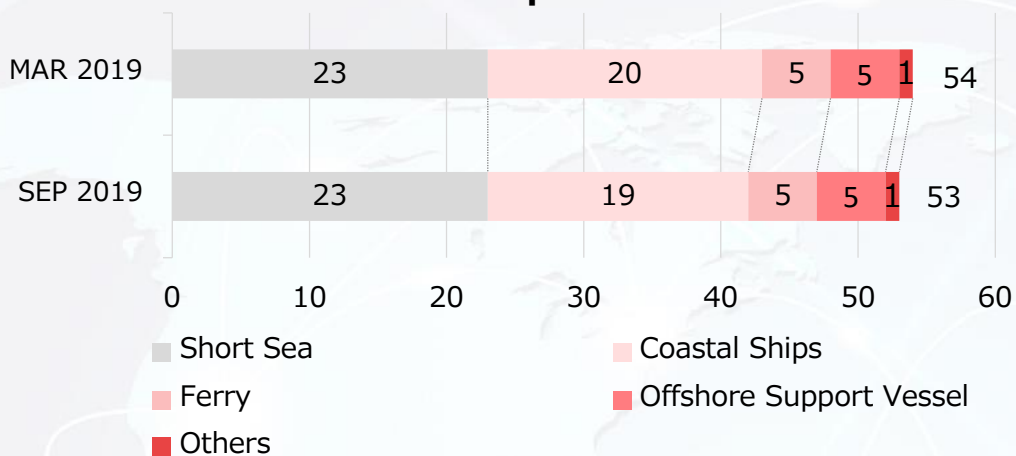 MAR 2019 23 20 5 5 1 54
SEP 2019 23 19 5 5 1 53
0 10 20 30 40 50 60
Short Sea Coastal Ships
Ferry Offshore Support Vessel
Others